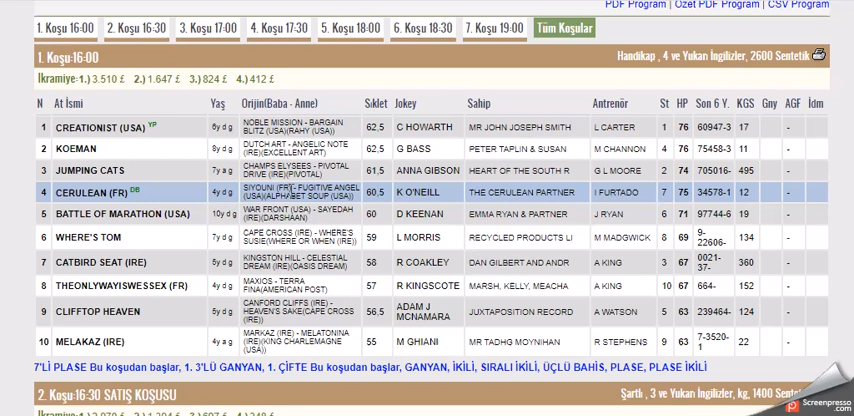 PDF Program | Özet PDF Program | CSV Program
1. Koşu 16:00 2. Koşu 16:30 3. Koşu 17:00 4. Koşu 17:30 5. Koşu 18:00 6. Koşu 18:30 7. Koşu 19:00 Tüm Koşular
1. Koşu:16:00 Handikap , 4 ve Yukarı İngilizler, 2600 Sentetik
İkramiye:1.) 3.510 £ 2.) 1.647 £ 3.) 824 £ 4.) 412 £
N At İsmi Yaş Orijin(Baba - Anne) Sıklet Jokey Sahip Antrenör St HP Son 6 Y. KGS Gny AGF İdm
1 CREATIONIST (USA) YP 8y d g NOBLE MISSION - BARGAIN BLITZ (USA)(RAHY (USA)) 62,5 C HOWARTH MR JOHN JOSEPH SMITH L CARTER 1 76 60947-3 17 -
2 KOEMAN 8y d g DUTCH ART - ANGELIC NOTE (IRE)(EXCELLENT ART) 62,5 G BASS PETER TAPLIN & SUSAN M CHANNON 4 76 75458-3 11 -
3 JUMPING CATS 7y a g CHAMPS ELYSEES - PIVOTAL DRIVE (IRE)(PIVOTAL) 61,5 ANNA GIBSON HEART OF THE SOUTH R G L MOORE 2 74 705016- 495 -
4 CERULEAN (FR) DB 4y d g SIYOUNI (FR) - FUGITIVE ANGEL (USA)(ALPHABET SOUP (USA)) 60,5 K O'NEILL THE CERULEAN PARTNER I FURTADO 7 75 34578-1 12 -
5 BATTLE OF MARATHON (USA) 10y d g WAR FRONT (USA) - SAYEDAH (IRE)(DARSHAAN) 60 D KEENAN EMMA RYAN & PARTNER J RYAN 6 71 97744-6 19 -
6 WHERE'S TOM 7y d g CAPE CROSS (IRE) - WHERE'S SUSIE(WHERE OR WHEN (IRE)) 59 L MORRIS RECYCLED PRODUCTS LI M MADGWICK 8 69 9-22606- 134 -
7 CATBIRD SEAT (IRE) 5y d g KINGSTON HILL - CELESTIAL DREAM (IRE)(OASIS DREAM) 58 R COAKLEY DAN GILBERT AND ANDR A KING 3 67 0021-37- 360 -
8 THEONLYWAYISWESSEX (FR) 4y d g MAXIOS - TERRA FINA(AMERICAN POST) 57 R KINGSCOTE MARSH, KELLY, MEACHA A KING 10 67 664- 152 -
9 CLIFFTOP HEAVEN 5y d g CANFORD CLIFFS (IRE) - HEAVEN'S SAKE(CAPE CROSS (IRE)) 56,5 ADAM J MCNAMARA JUXTAPOSITION RECORD A WATSON 5 63 239464- 124 -
10 MELAKAZ (IRE) 4y a g MARKAZ (IRE) - MELATONINA (IRE)(KING CHARLEMAGNE (USA)) 55 M GHIANI MR TADHG MOYNIHAN R STEPHENS 9 63 7-3520-1 22 -
7'Lİ PLASE Bu koşudan başlar, 1. 3'LÜ GANYAN, 1. ÇİFTE Bu koşudan başlar, GANYAN, İKİLİ, SIRALI İKİLİ, ÜÇLÜ BAHİS, PLASE, PLASE İKİLİ
2. Koşu:16:30 SATIŞ KOŞUSU Şartlı , 3 ve Yukarı İngilizler, kg, 1400 Sente
Screenpresso
.com